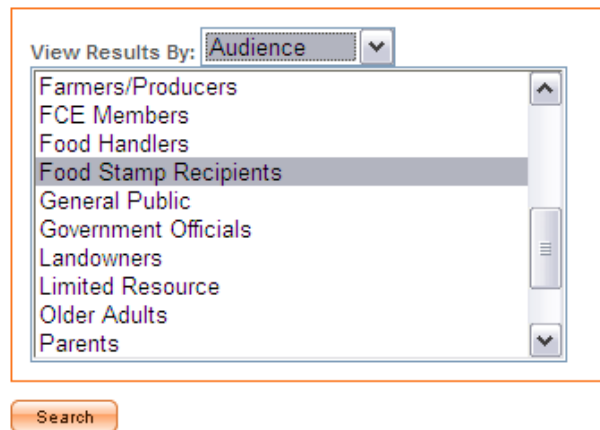 View Results By: Audience
Farmers/Producers
FCE Members
Food Handlers
Food Stamp Recipients
General Public
Government Officials
Landowners
Limited Resource
Older Adults
Parents
Search